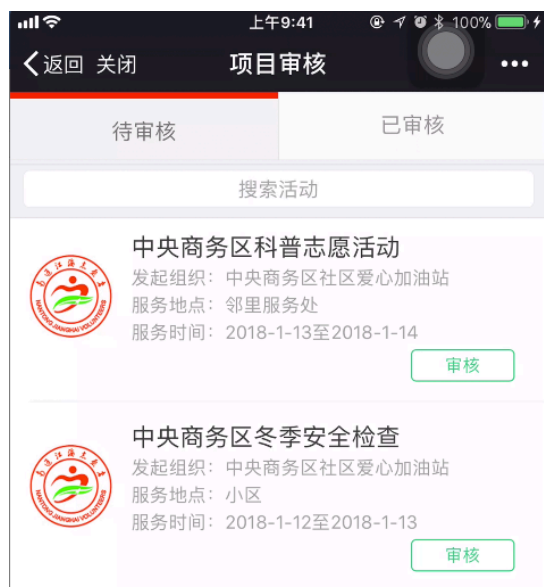 上午9:41
100%
返回 关闭
项目审核
待审核
已审核
搜索活动
中央商务区科普志愿活动
发起组织：中央商务区社区爱心加油站
服务地点：邻里服务处
服务时间：2018-1-13至2018-1-14
审核
中央商务区冬季安全检查
发起组织：中央商务区社区爱心加油站
服务地点：小区
服务时间：2018-1-12至2018-1-13
审核